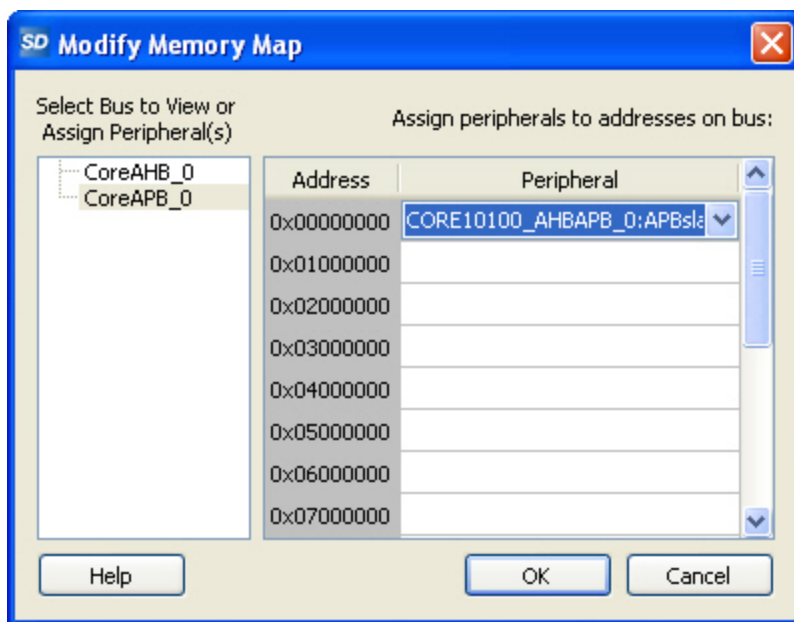 SD Modify Memory Map
Select Bus to View or
Assign Peripheral(s)
Assign peripherals to addresses on bus:
CoreAHB_0
CoreAPB_0
Address Peripheral
0x00000000 CORE10100_AHBAPB_0:APBsla
0x01000000
0x02000000
0x03000000
0x04000000
0x05000000
0x06000000
0x07000000
Help OK Cancel